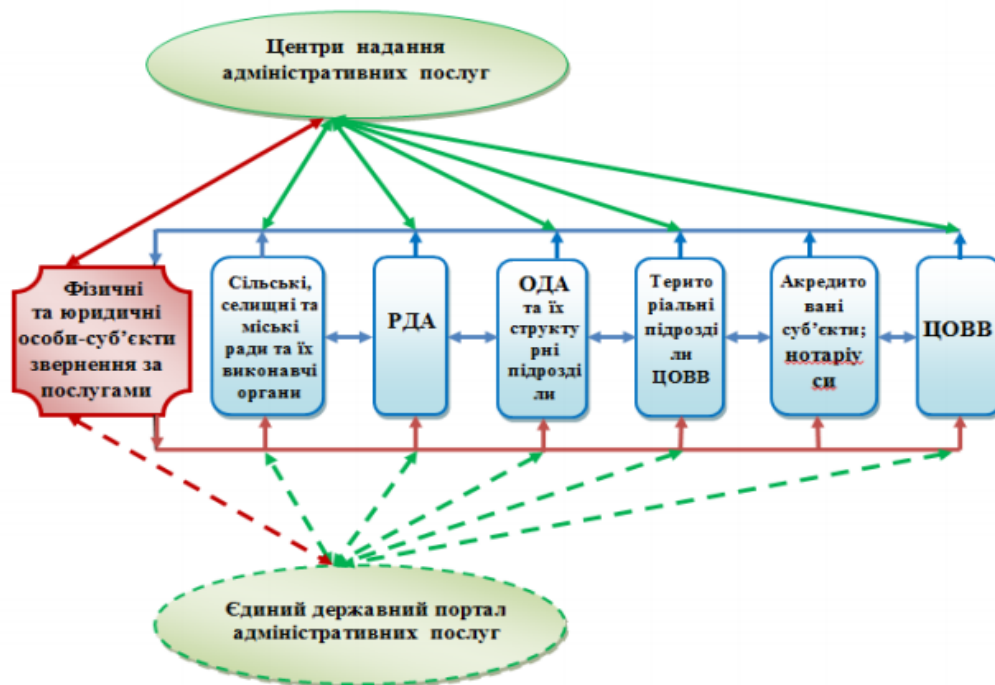 Центри надання
адміністративних послуг
Фізичні
та юридичні
особи-суб’єкти
звернення за
послугами
Сільські,
селищні та
міські
ради та їх
виконавчі
органи
РДА
ОДА
та їх
структу
рні
підрозді
ли
Терито
ріальні
підрозді
ли
ЦОВВ
Акредито
вані
суб’єкти;
нотаріу
си
ЦОВВ
Єдиний державний портал
адміністративних послуг